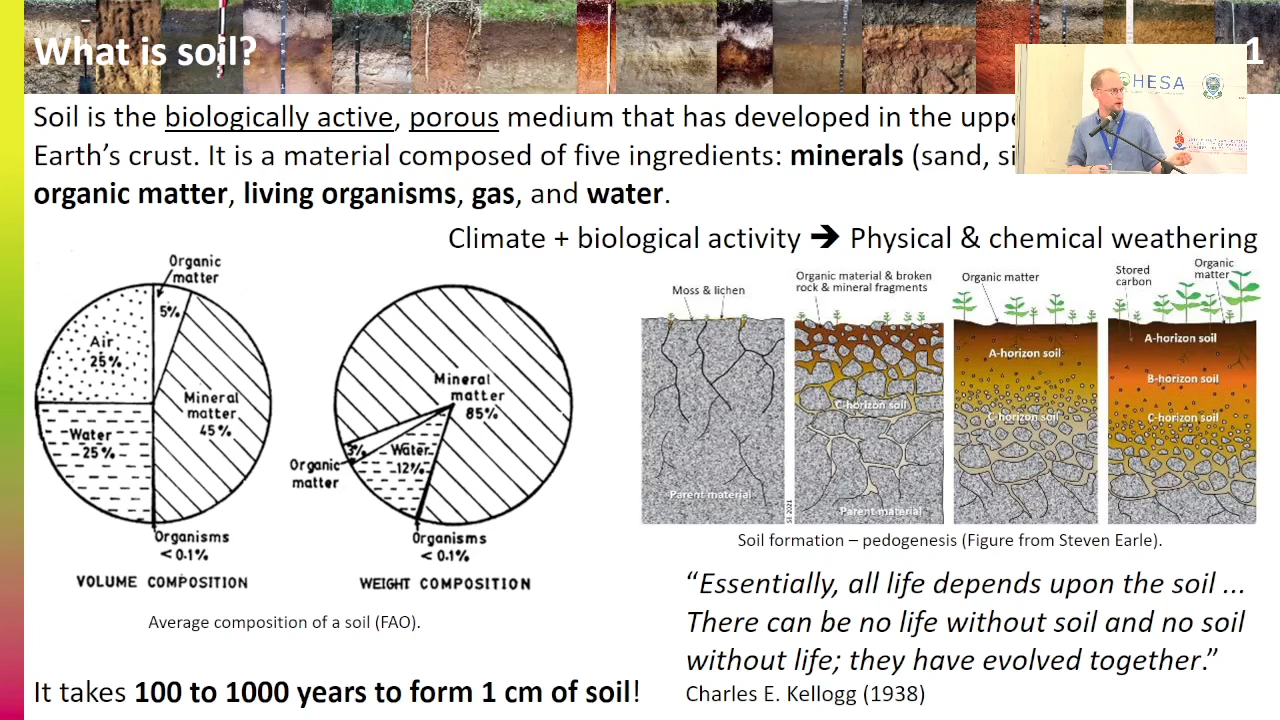 What is soil?
1
Soil is the biologically active, porous medium that has developed in the uppe
Earth's crust. It is a material composed of five ingredients: minerals (sand, si
organic matter, living organisms, gas, and water.
HESA
Climate + biological activity ➔ Physical & chemical weathering
Organic
matter
5%
Air
25%
Mineral
matter
45%
Water
25%
Organisms
<0.1%
VOLUME COMPOSITION
Mineral
matter
85%
3%
Water
12%
Organic
matter
Organisms
<0.1%
WEIGHT COMPOSITION
Average composition of a soil (FAO).
Moss & lichen
Parent material
SE 2021
Organic material & broken
rock & mineral fragments
C-horizon soil
Parent material
Organic matter
A-horizon soil
C-horizon soil
Stored
carbon
Organic
matter
A-horizon soil
B-horizon soil
C-horizon soil
Soil formation – pedogenesis (Figure from Steven Earle).
“Essentially, all life depends upon the soil ...
There can be no life without soil and no soil
without life; they have evolved together.”
Charles E. Kellogg (1938)
It takes 100 to 1000 years to form 1 cm of soil!